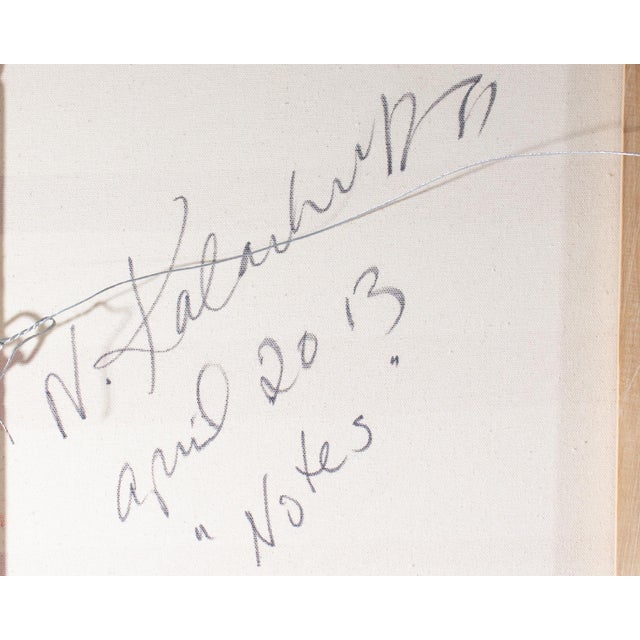 N.
april 2013
"Notes"